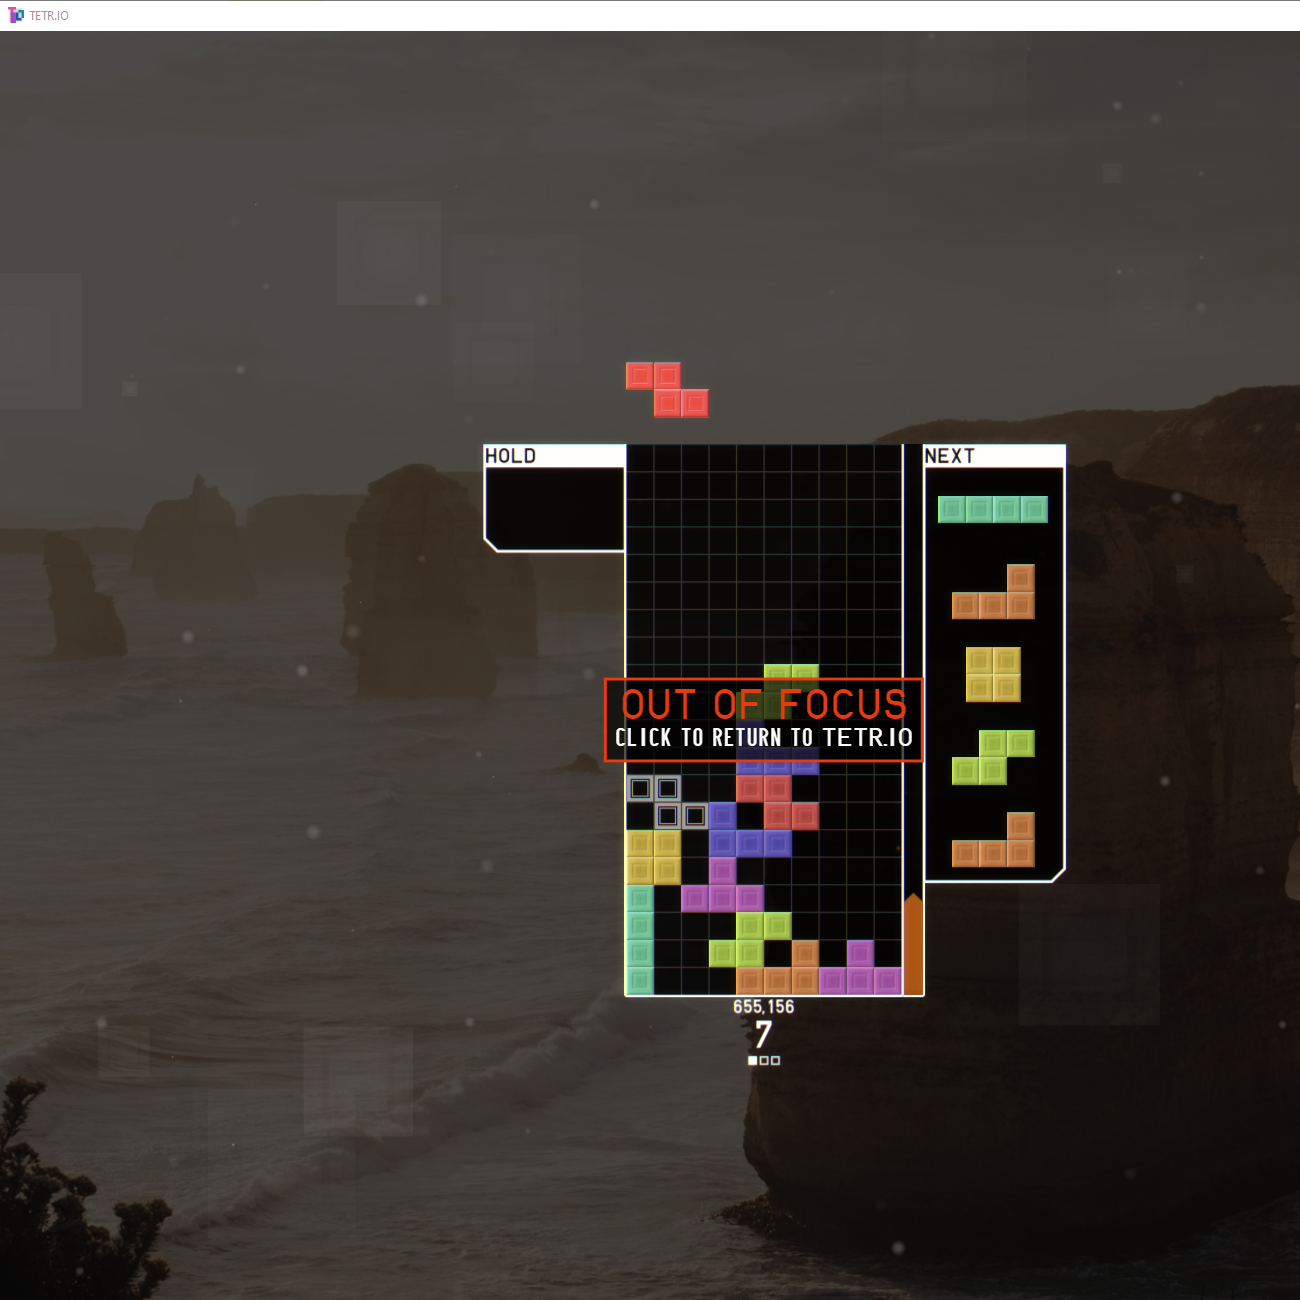 TETR.IO
HOLD
NEXT
OUT OF FOCUS
CLICK TO RETURN TO TETR.IO
655,156
7